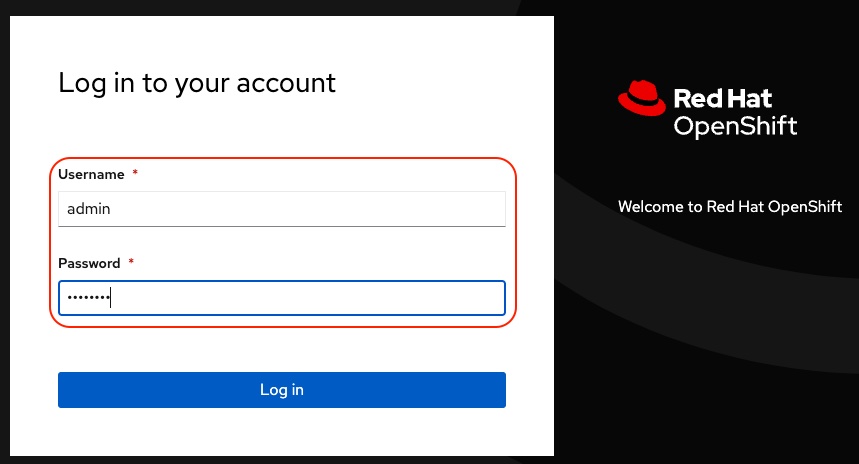 Log in to your account
Username *
admin
Password *
••••••••
Log in
Red Hat
OpenShift
Welcome to Red Hat OpenShift